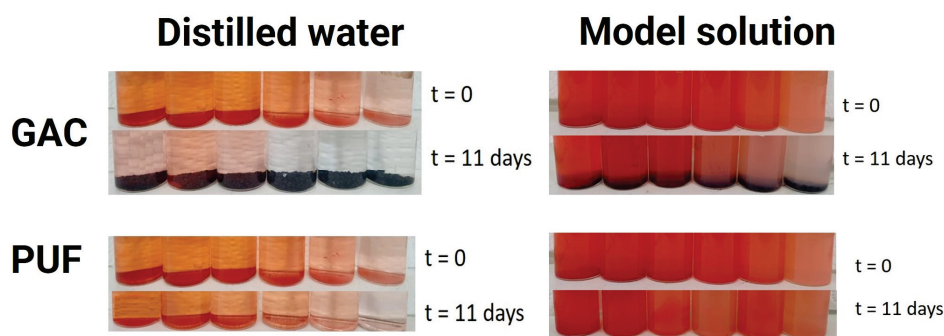 Distilled water
Model solution
GAC
t = 0
t = 11 days
t = 0
t = 11 days
PUF
t = 0
t = 11 days
t = 0
t = 11 days